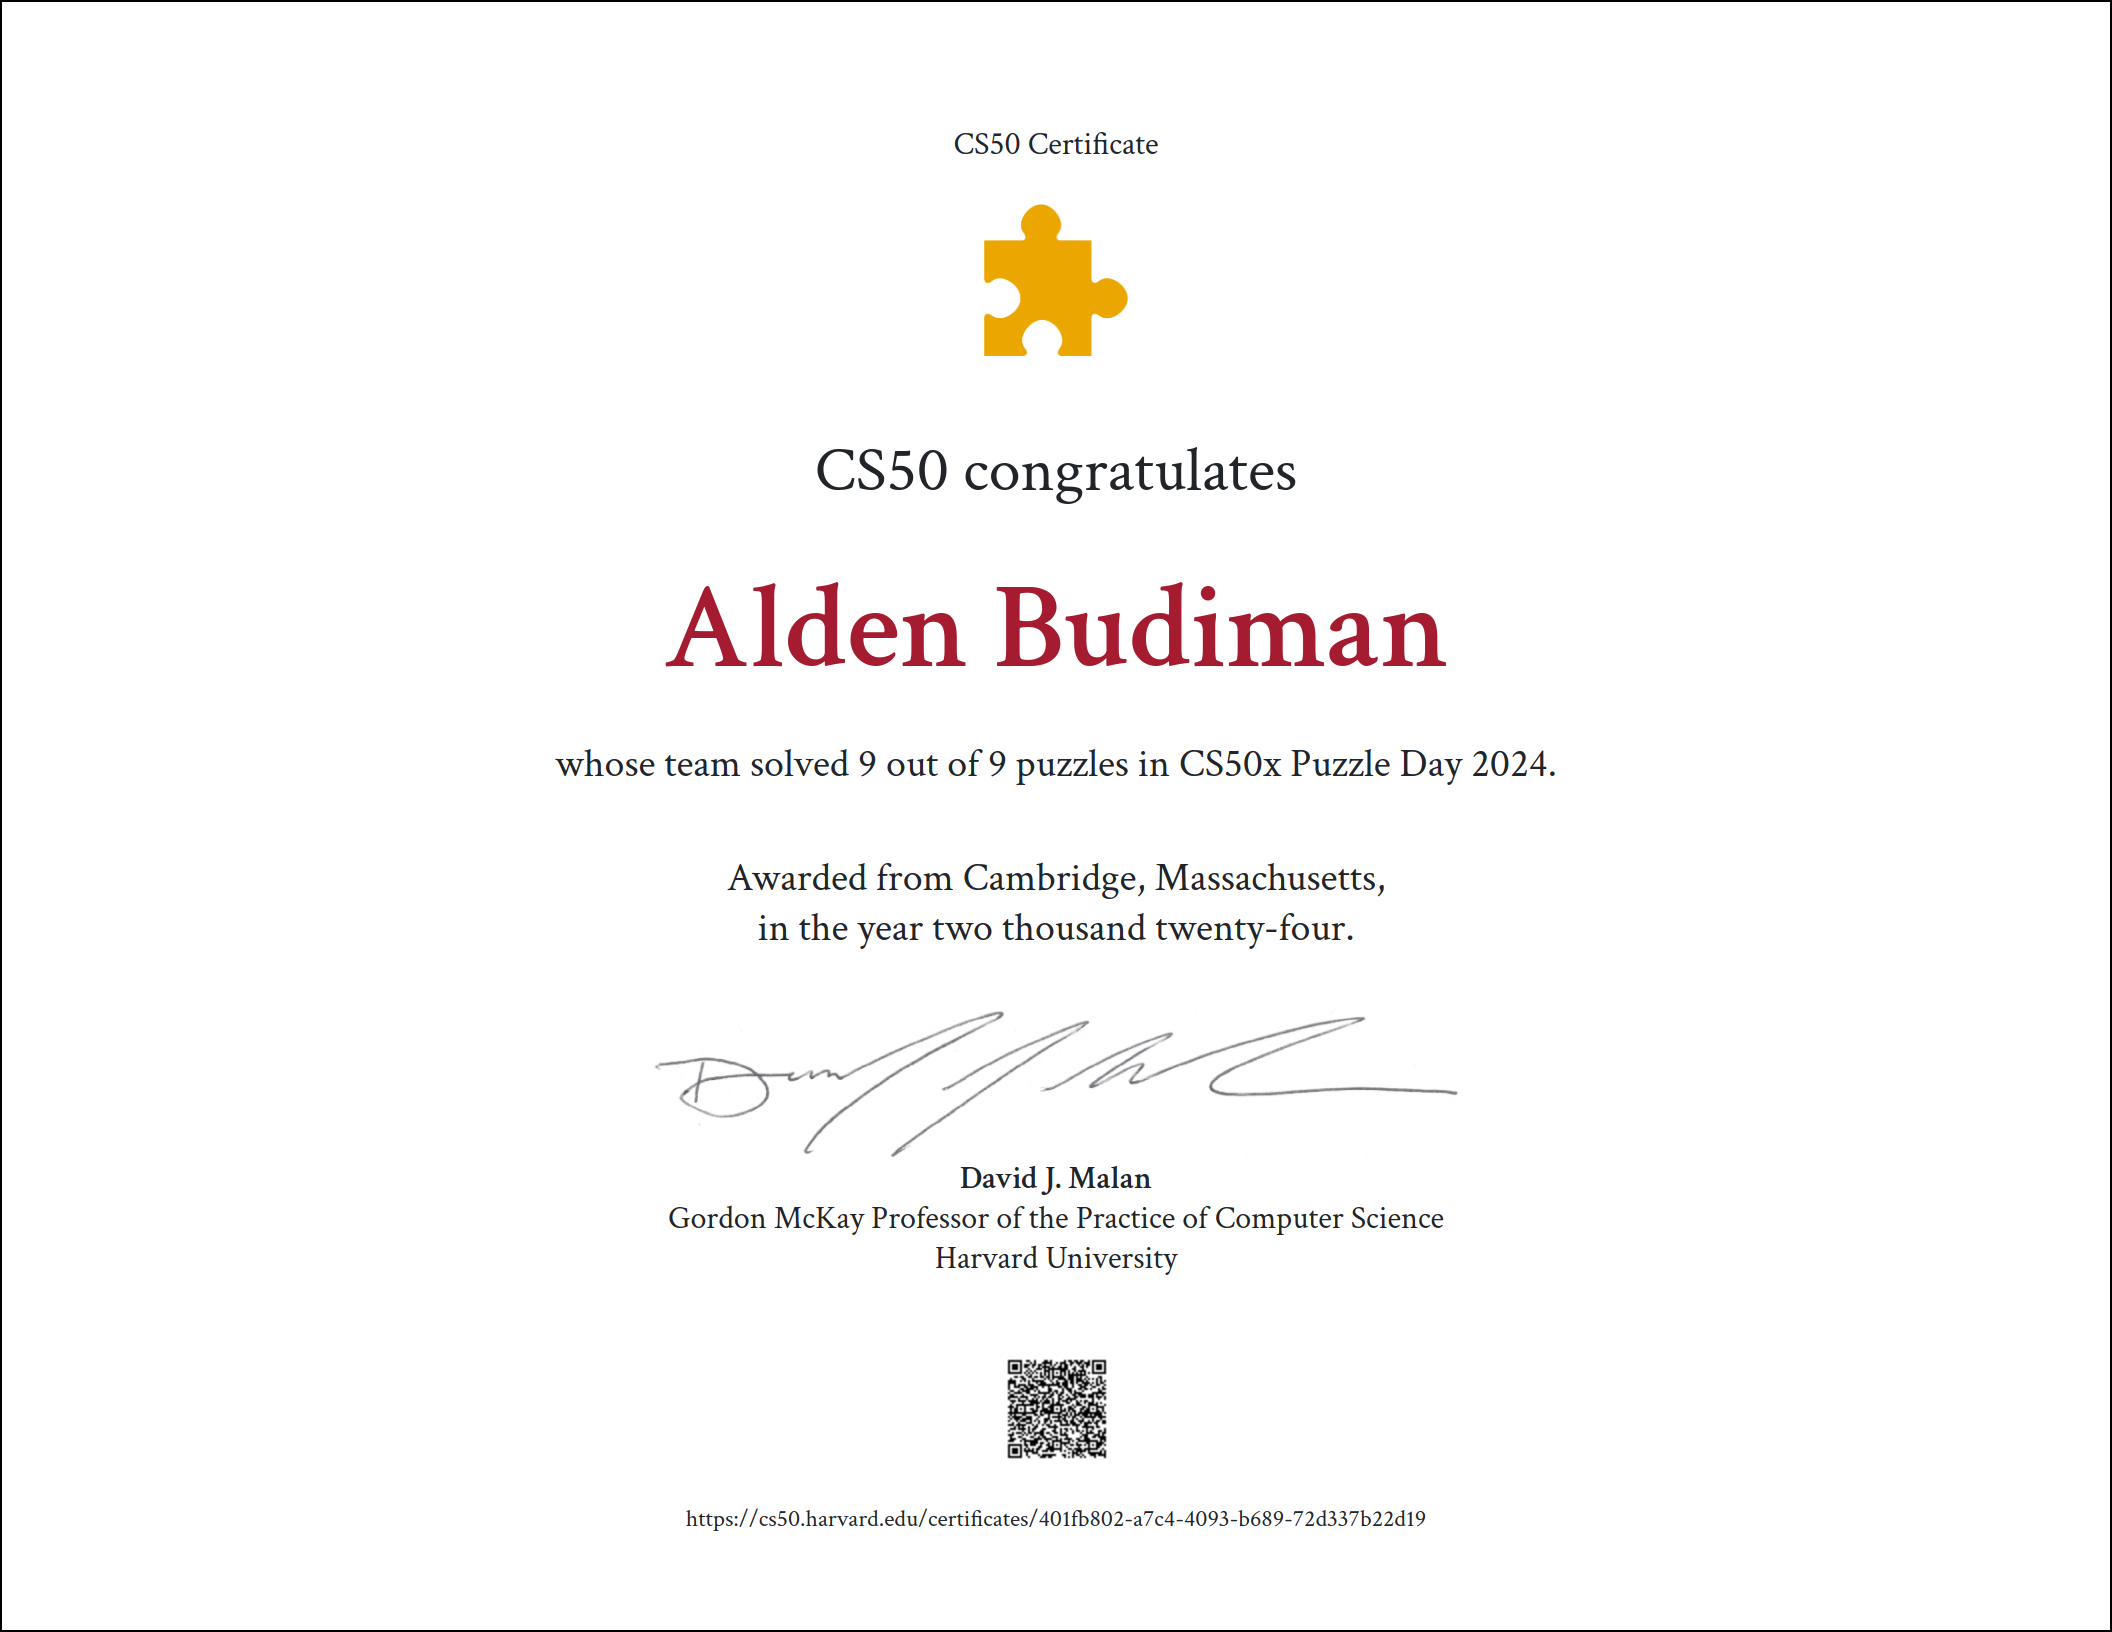 CS50 Certificate
CS50 congratulates
Alden Budiman
whose team solved 9 out of 9 puzzles in CS50x Puzzle Day 2024.
Awarded from Cambridge, Massachusetts,
in the year two thousand twenty-four.
David J. Malan
Gordon McKay Professor of the Practice of Computer Science
Harvard University
https://cs50.harvard.edu/certificates/401fb802-a7c4-4093-b689-72d337b22d19